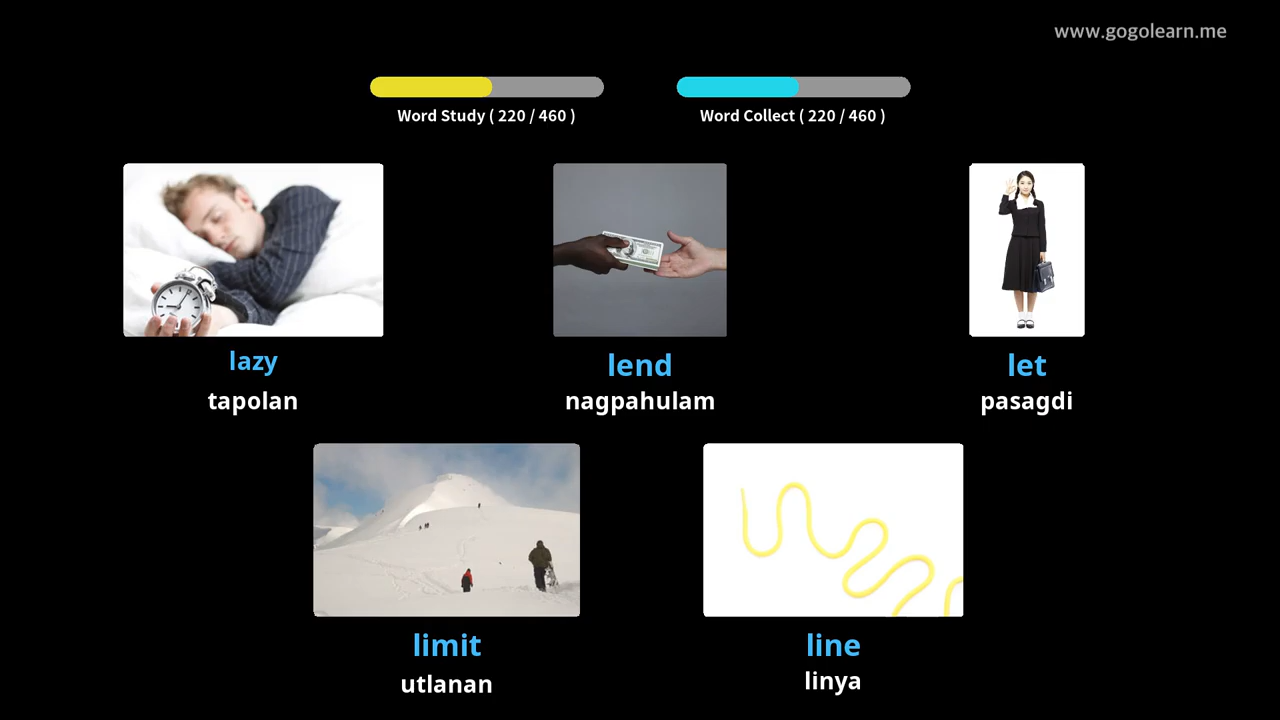 www.gogolearn.me
Word Study ( 220 / 460 )
Word Collect ( 220 / 460 )
lazy
tapolan
lend
nagpahulam
let
pasagdi
limit
utlanan
line
linya